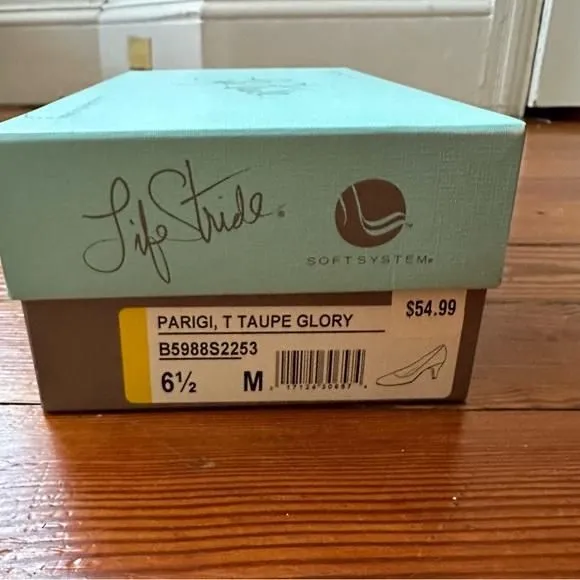 LifeStride®
SOFTSYSTEM®
$54.99
PARIGI, T TAUPE GLORY
B5988S2253
6½ M